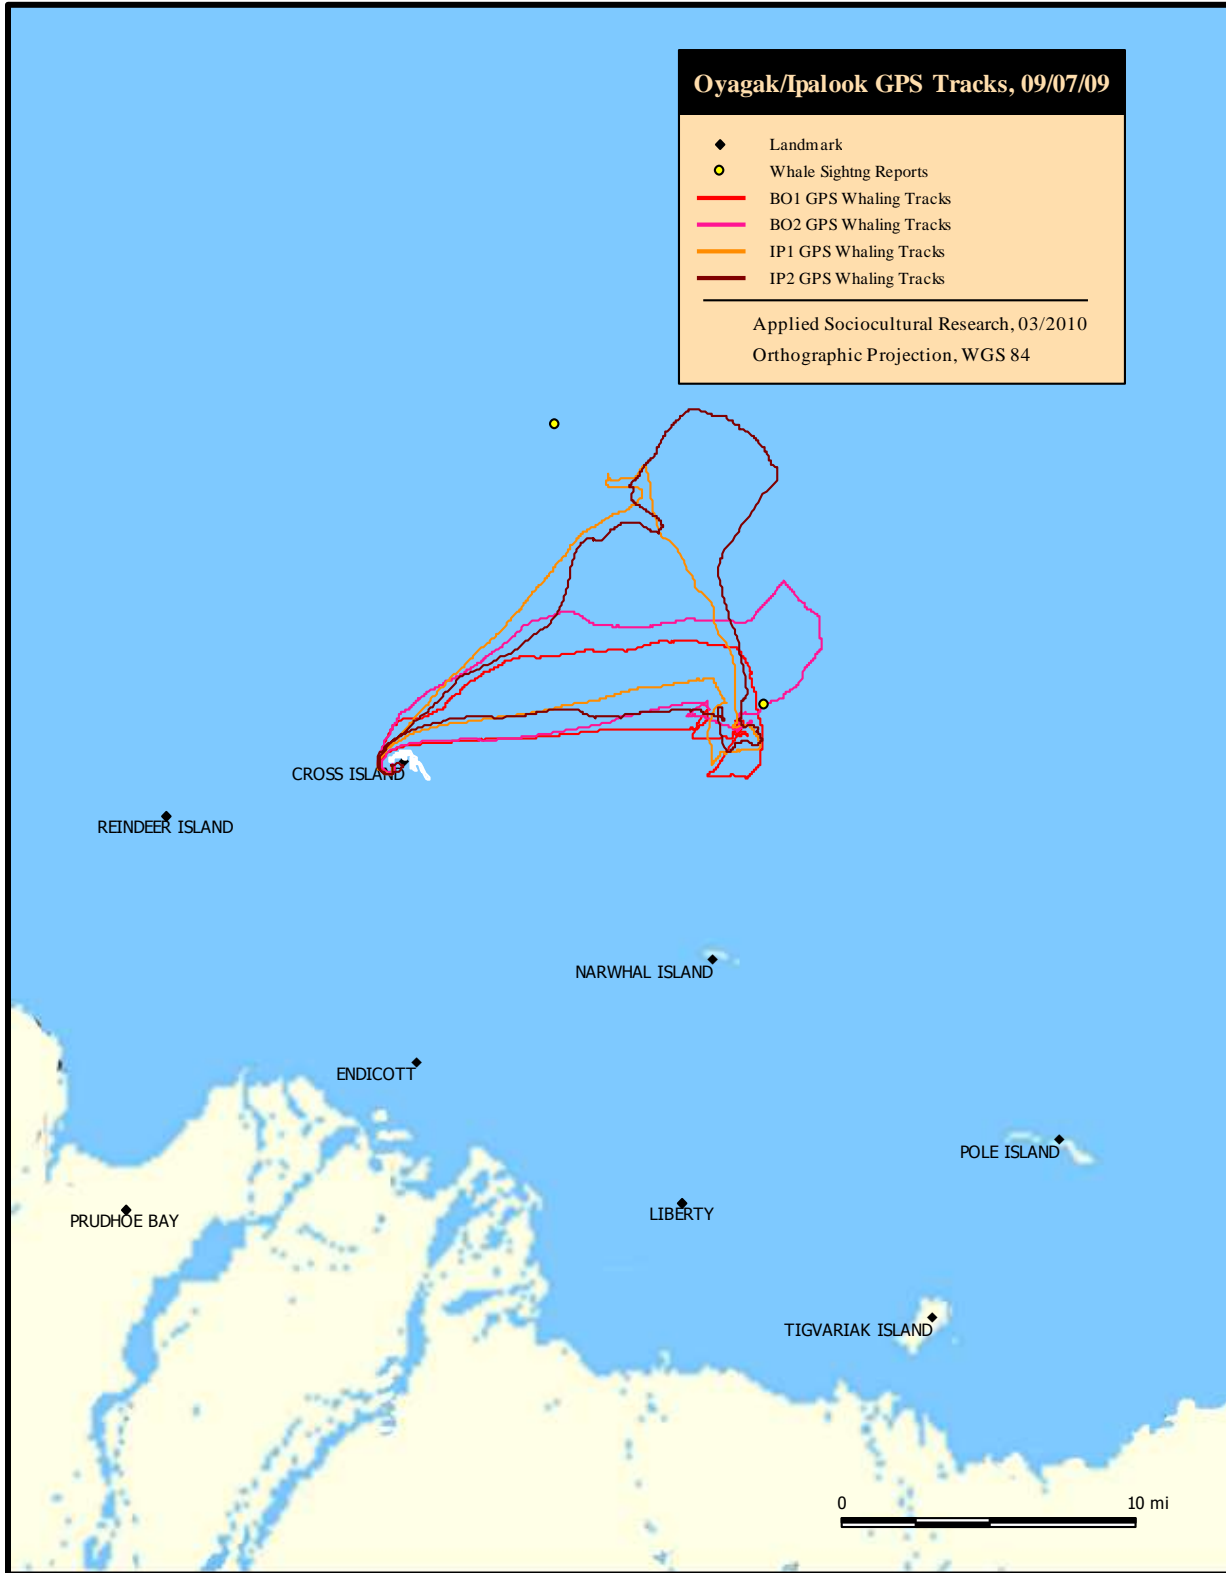 Oyagak/Ipalook GPS Tracks, 09/07/09
Landmark
Whale Sightng Reports
BO1 GPS Whaling Tracks
BO2 GPS Whaling Tracks
IP1 GPS Whaling Tracks
IP2 GPS Whaling Tracks
Applied Sociocultural Research, 03/2010
Orthographic Projection, WGS 84
CROSS ISLAND
REINDEER ISLAND
NARWHAL ISLAND
ENDICOTT
POLE ISLAND
PRUDHOE BAY
LIBERTY
TIGVARIAK ISLAND
0 10 mi